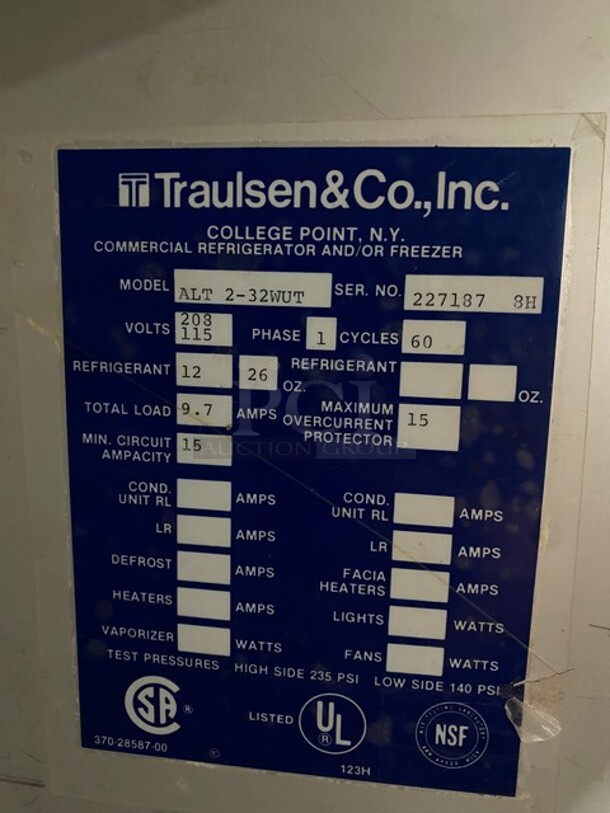 Traulsen&Co.,Inc.
COLLEGE POINT, N.Y.
COMMERCIAL REFRIGERATOR AND/OR FREEZER
MODEL ALT 2-32WUT SER. NO. 227187 8H
VOLTS 208 115 PHASE 1 CYCLES 60
REFRIGERANT 12 26 OZ. REFRIGERANT OZ.
TOTAL LOAD 9.7 AMPS MAXIMUM OVERCURRENT PROTECTOR 15
MIN. CIRCUIT AMPACITY 15
COND. UNIT RL AMPS COND. UNIT RL AMPS
LR AMPS LR AMPS
DEFROST AMPS FACIA HEATERS AMPS
HEATERS AMPS LIGHTS WATTS
VAPORIZER WATTS FANS WATTS
TEST PRESSURES HIGH SIDE 235 PSI LOW SIDE 140 PSI
SA ®
LISTED UL ®
NSF
370-28587-00
123H
PCI
AUCTION GROUP